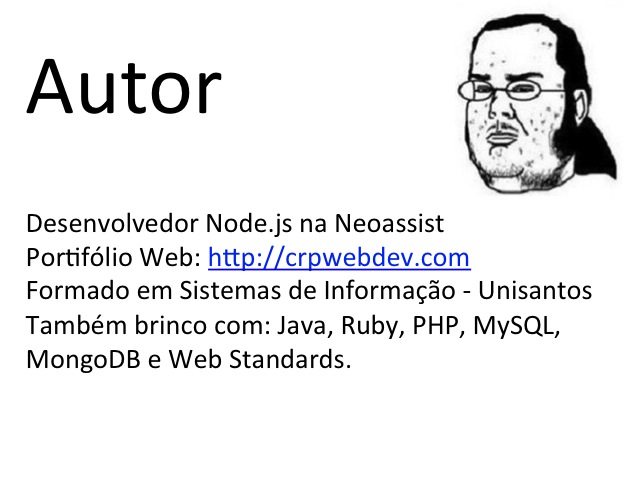 Autor
Desenvolvedor Node.js na Neoassist
Portifólio Web: http://crpwebdev.com
Formado em Sistemas de Informação - Unisantos
Também brinco com: Java, Ruby, PHP, MySQL,
MongoDB e Web Standards.